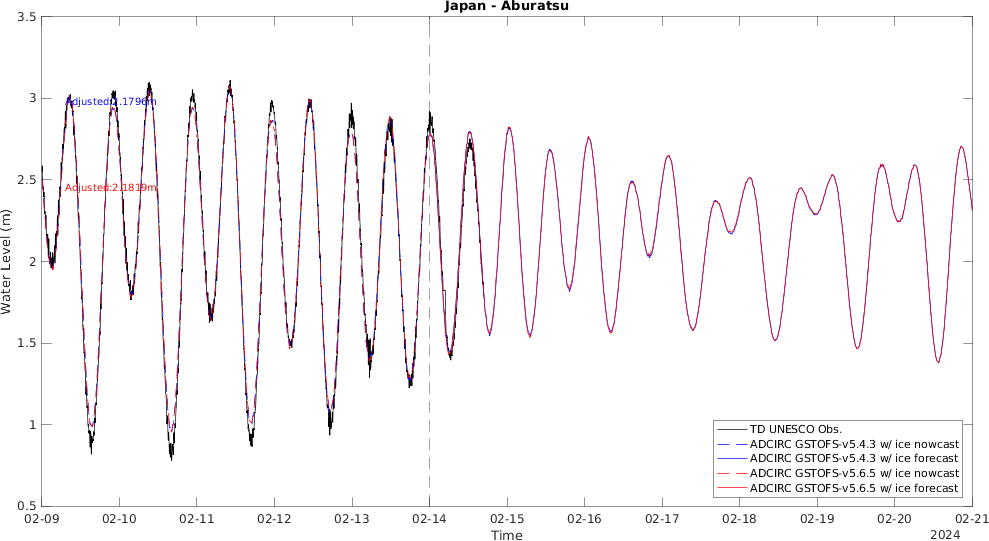 Japan - Aburatsu
3.5
3
2.5
2
1.5
1
0.5
Water Level (m)
Adjusted:2.1796m
Adjusted:2.1819m
TD UNESCO Obs.
ADCIRC GSTOFS-v5.4.3 w/ ice nowcast
ADCIRC GSTOFS-v5.4.3 w/ ice forecast
ADCIRC GSTOFS-v5.6.5 w/ ice nowcast
ADCIRC GSTOFS-v5.6.5 w/ ice forecast
02-09 02-10 02-11 02-12 02-13 02-14 02-15 02-16 02-17 02-18 02-19 02-20 02-21
Time
2024